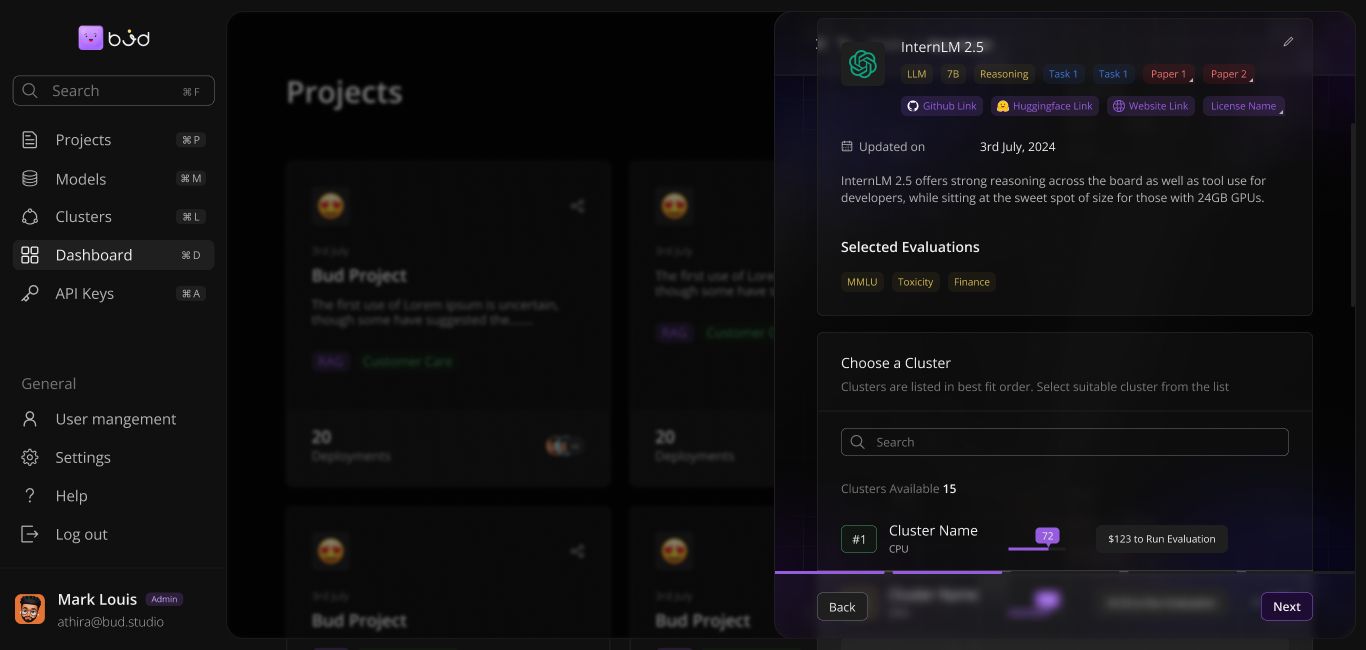 bud
Search ⌘ F
Projects ⌘ P
Models ⌘ M
Clusters ⌘ L
Dashboard ⌘ D
API Keys ⌘ A
General
User mangement
Settings
Help
Log out
Mark Louis Admin
athira@bud.studio
Projects
3rd July
Bud Project
The first use of Lorem ipsum is uncertain,
though some have suggested the......
RAG Customer Care
20
Deployments
3rd July
The first use of Lore
though some have s
RAG Customer C
20
Deployments
3rd July
Bud Project
3rd July
Bud Project
InternLM 2.5
LLM 7B Reasoning Task 1 Task 1 Paper 1 Paper 2
Github Link Huggingface Link Website Link License Name
Updated on 3rd July, 2024
InternLM 2.5 offers strong reasoning across the board as well as tool use for
developers, while sitting at the sweet spot of size for those with 24GB GPUs.
Selected Evaluations
MMLU Toxicity Finance
Choose a Cluster
Clusters are listed in best fit order. Select suitable cluster from the list
Search
Clusters Available 15
#1 Cluster Name 72 $123 to Run Evaluation
CPU
Cluster Name
Back Next